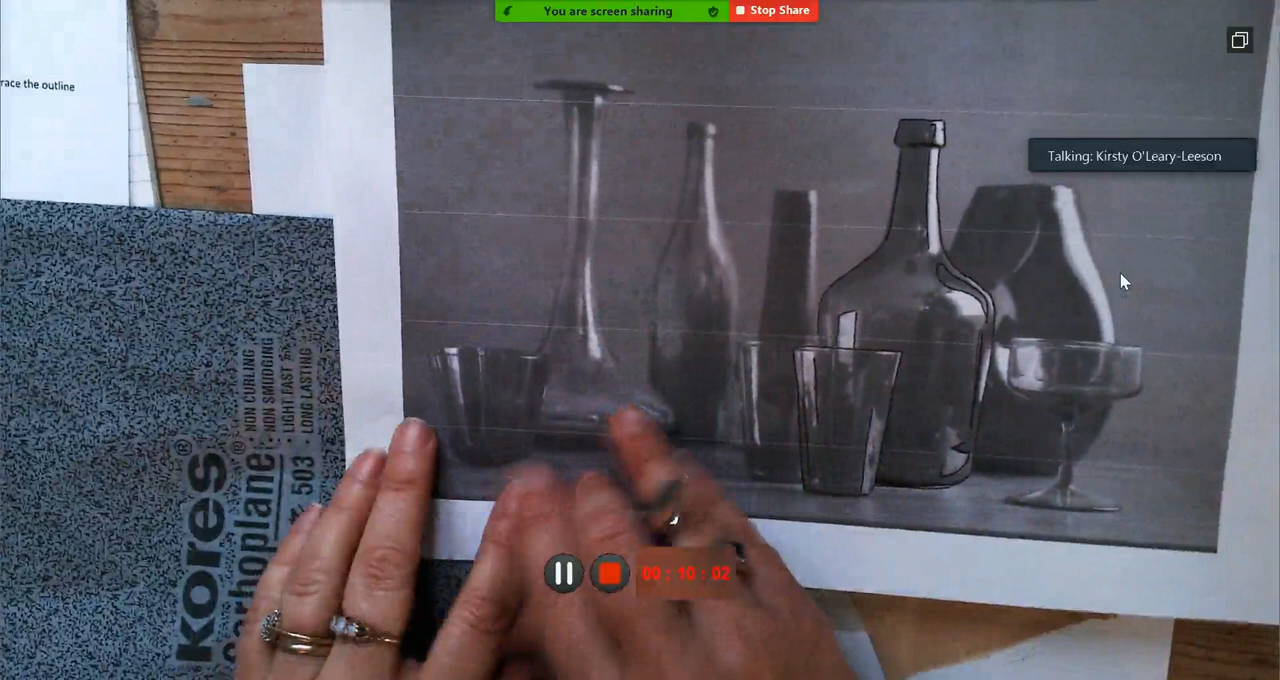 You are screen sharing
Stop Share
race the outline
Talking: Kirsty O'Leary-Leeson
NON CURLING
NON SMUDGING
LIGHT FAST
LONG LASTING
503
kores®
carboplane®
00 : 10 : 02